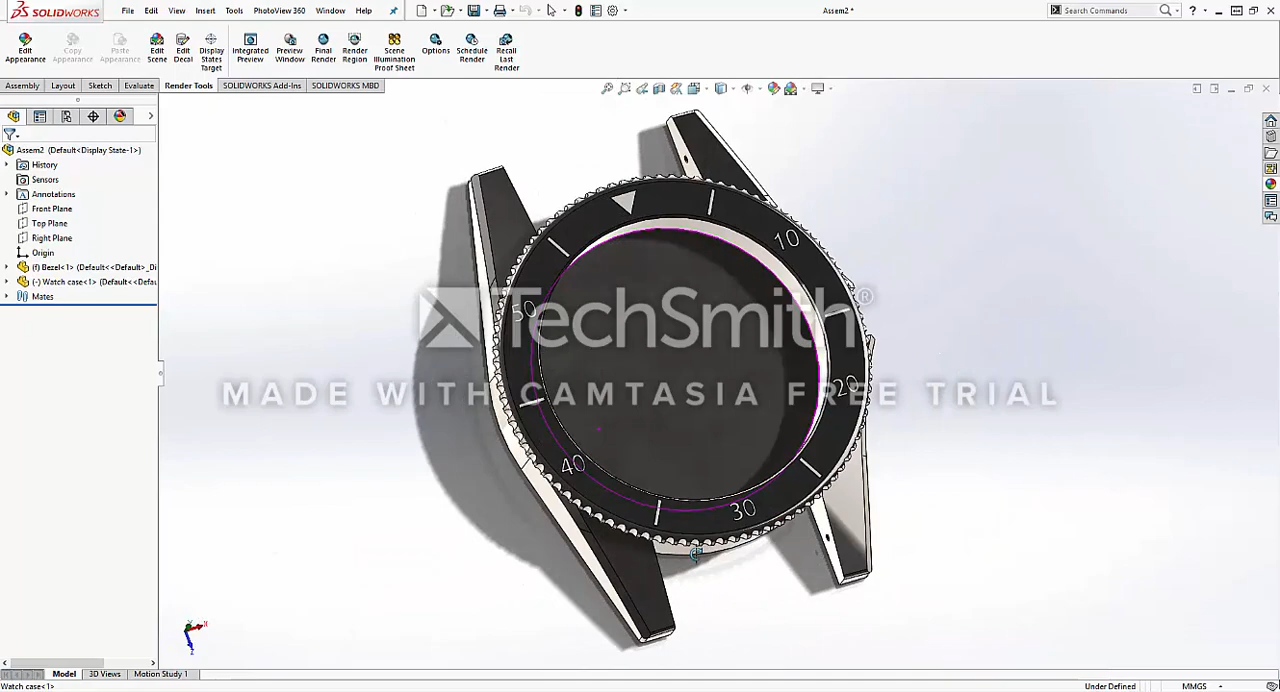 SOLIDWORKS File Edit View Insert Tools PhotoView 360 Window Help Assem2 * Search Commands ?
Edit Appearance
Copy Appearance
Paste Appearance
Edit Scene
Edit Decal
Display States Target
Integrated Preview
Preview Window
Final Render
Render Region
Scene Illumination Proof Sheet
Options
Schedule Render
Recall Last Render
Assembly Layout Sketch Evaluate Render Tools SOLIDWORKS Add-Ins SOLIDWORKS MBD
Assem2 (Default<Display State-1>)
History
Sensors
Annotations
Front Plane
Top Plane
Right Plane
Origin
(f) Bezel<1> (Default<<Default>_Di
(-) Watch case<1> (Default<<Defau
Mates
10
20
30
40
50
TechSmith®
MADE WITH CAMTASIA FREE TRIAL
Model 3D Views Motion Study 1
Watch case<1> Under Defined MMGS